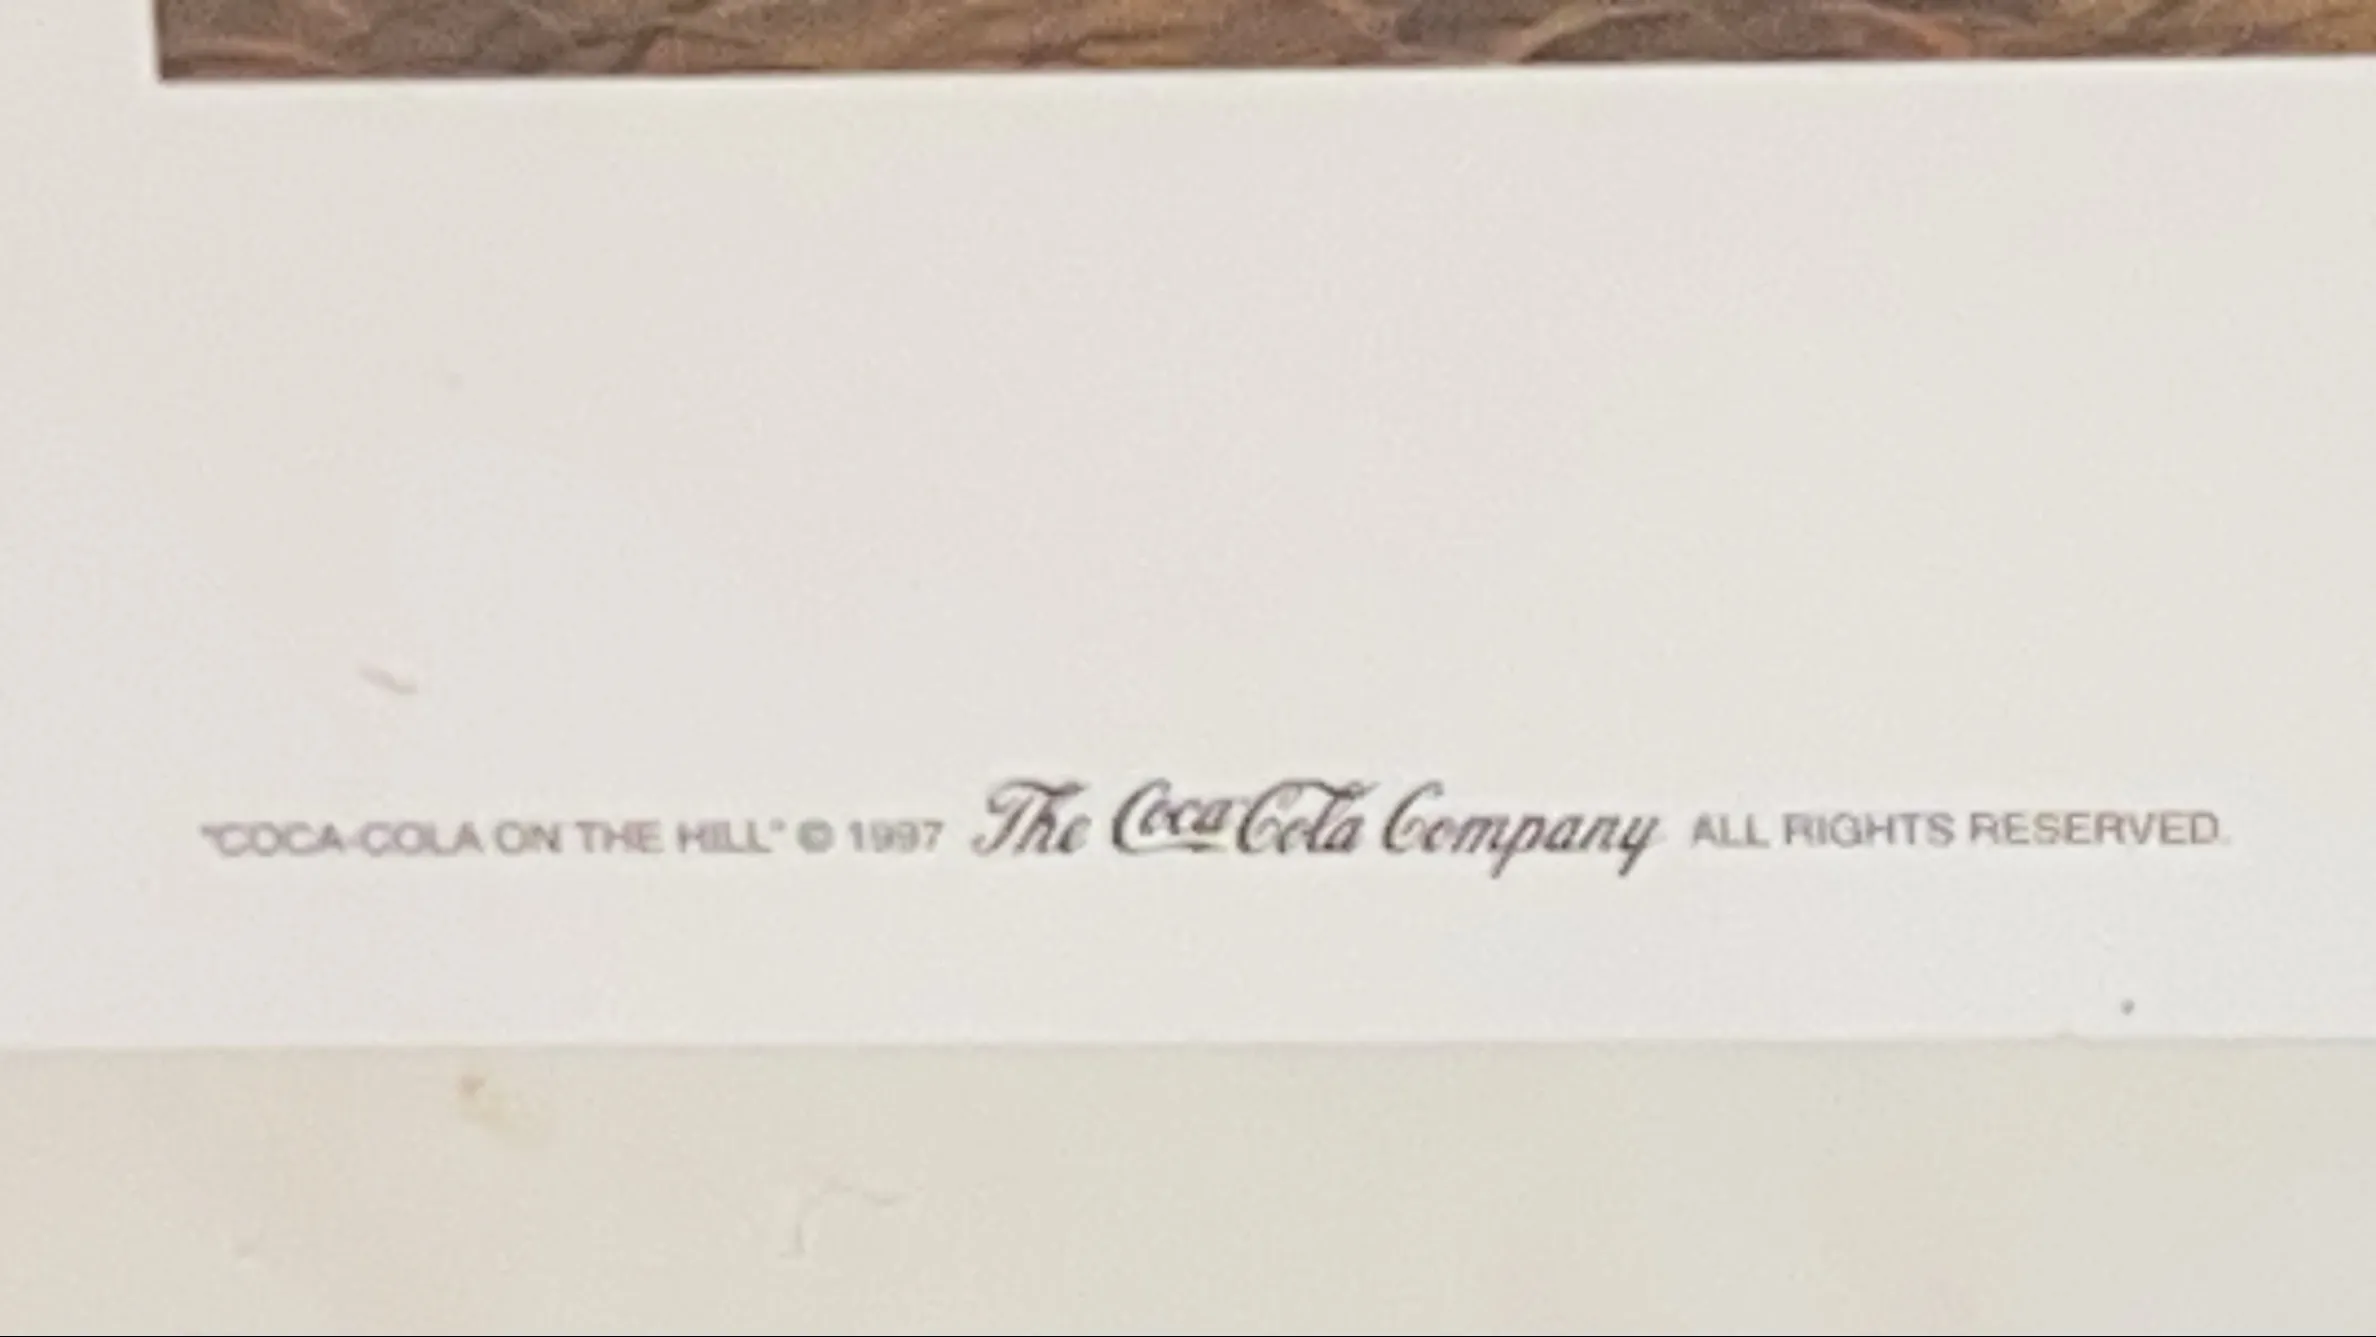 "COCA-COLA ON THE HILL" © 1997 The Coca-Cola Company ALL RIGHTS RESERVED.